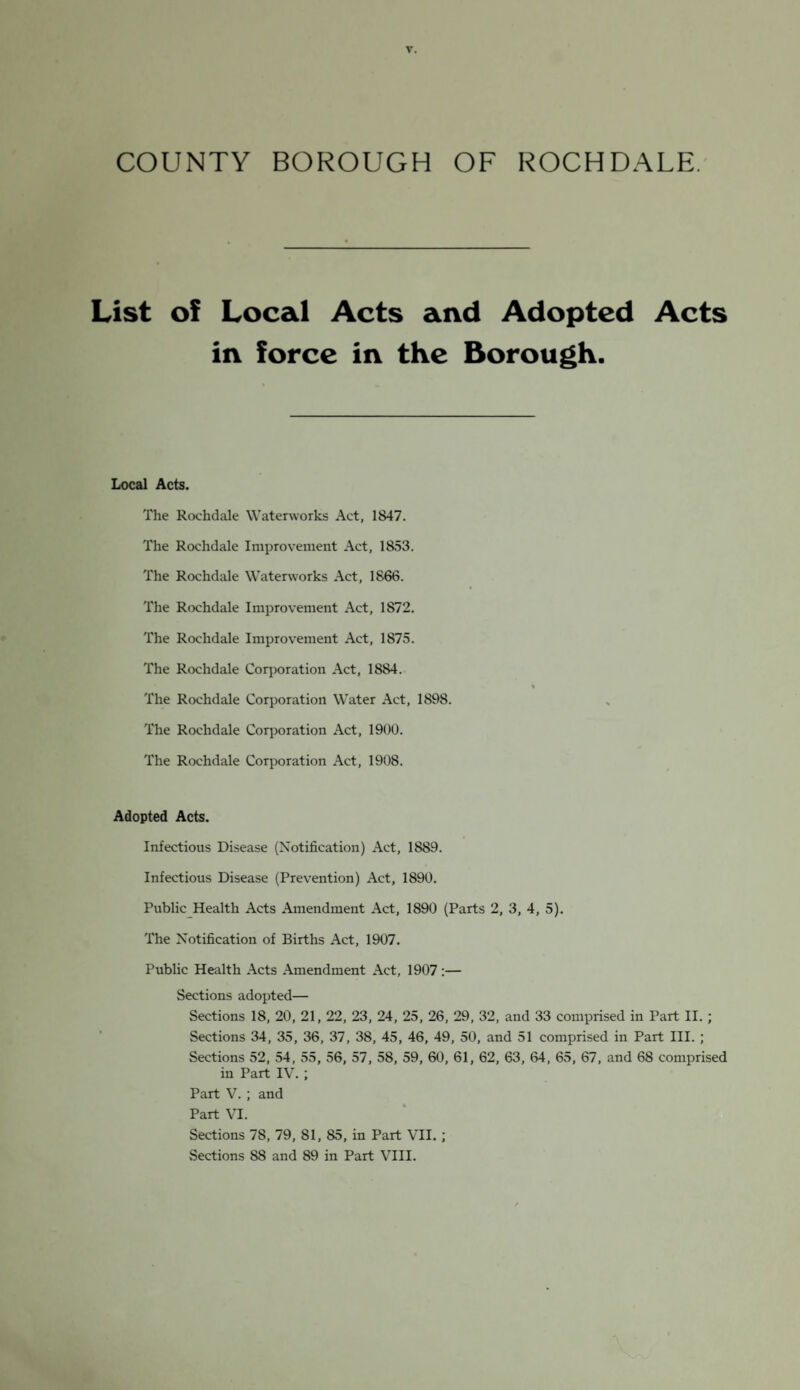 v.
COUNTY BOROUGH OF ROCHDALE.
List of Local Acts and Adopted Acts
in force in the Borough.
Local Acts.
The Rochdale Waterworks Act, 1847.
The Rochdale Improvement Act, 1853.
The Rochdale Waterworks Act, 1866.
The Rochdale Improvement Act, 1872.
The Rochdale Improvement Act, 1875.
The Rochdale Corporation Act, 1884.
The Rochdale Corporation Water Act, 1898.
The Rochdale Corporation Act, 1900.
The Rochdale Corporation Act, 1908.
Adopted Acts.
Infectious Disease (Notification) Act, 1889.
Infectious Disease (Prevention) Act, 1890.
Public Health Acts Amendment Act, 1890 (Parts 2, 3, 4, 5).
The Notification of Births Act, 1907.
Public Health Acts Amendment Act, 1907 :—
Sections adopted—
Sections 18, 20, 21, 22, 23, 24, 25, 26, 29, 32, and 33 comprised in Part II. ;
Sections 34, 35, 36, 37, 38, 45, 46, 49, 50, and 51 comprised in Part III. ;
Sections 52, 54, 55, 56, 57, 58, 59, 60, 61, 62, 63, 64, 65, 67, and 68 comprised
in Part IV. ;
Part V. ; and
Part VI.
Sections 78, 79, 81, 85, in Part VII. ;
Sections 88 and 89 in Part VIII.